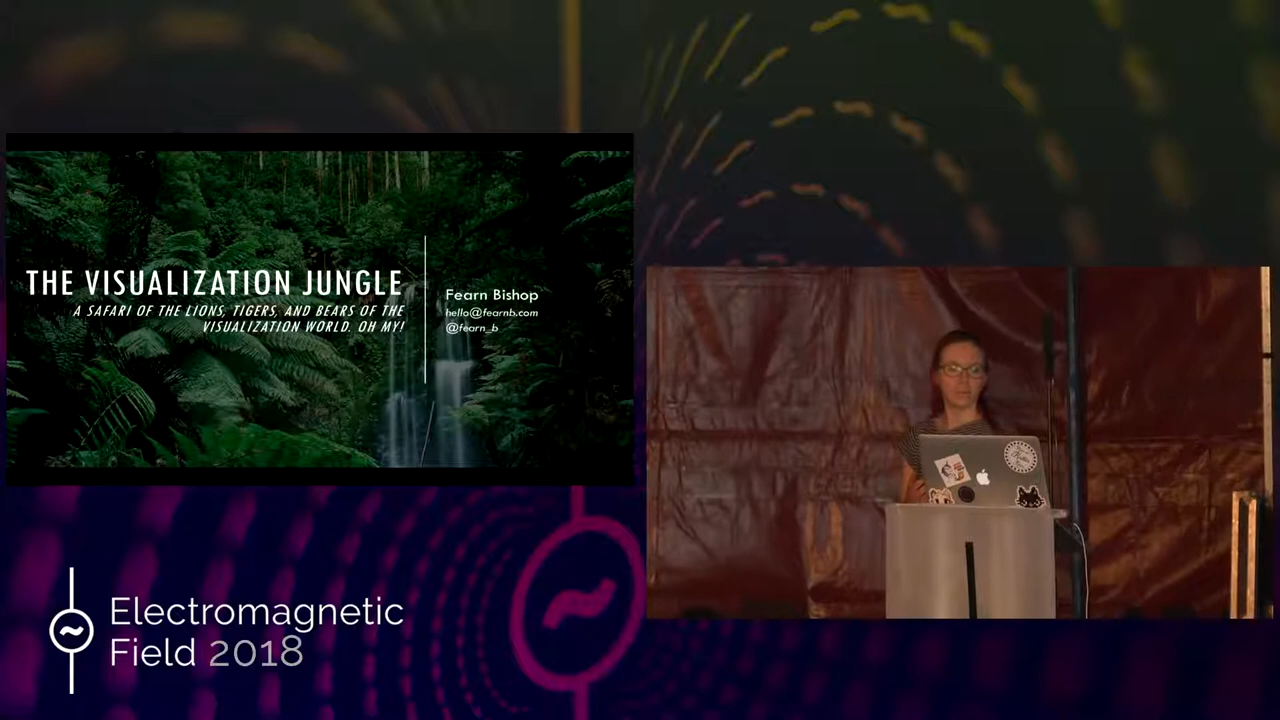 THE VISUALIZATION JUNGLE
A SAFARI OF THE LIONS, TIGERS, AND BEARS OF THE
VISUALIZATION WORLD. OH MY!
Fearn Bishop
hello@fearnb.com
@fearn_b
Electromagnetic
Field 2018